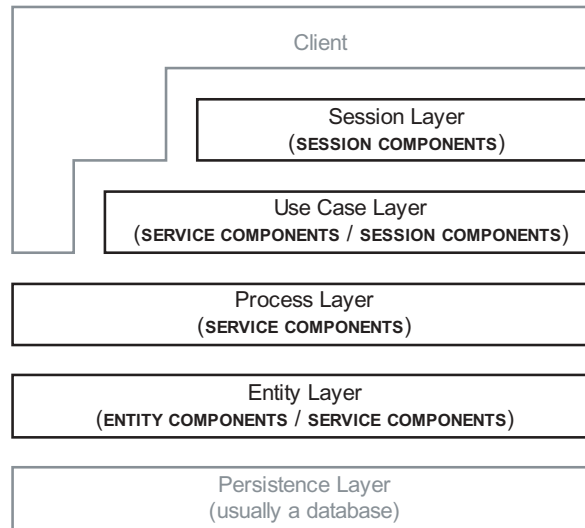 Client
Session Layer
(SESSION COMPONENTS)
Use Case Layer
(SERVICE COMPONENTS / SESSION COMPONENTS)
Process Layer
(SERVICE COMPONENTS)
Entity Layer
(ENTITY COMPONENTS / SERVICE COMPONENTS)
Persistence Layer
(usually a database)